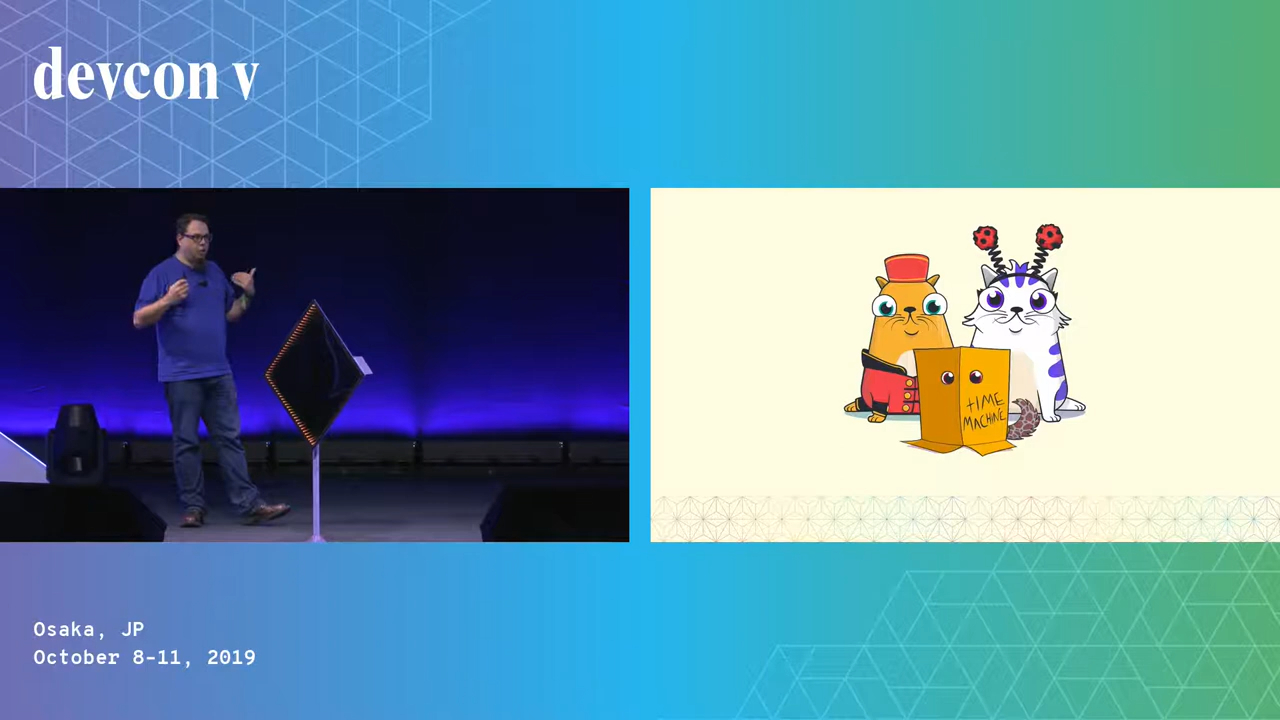 devcon v
TIME
MACHINE
Osaka, JP
October 8-11, 2019